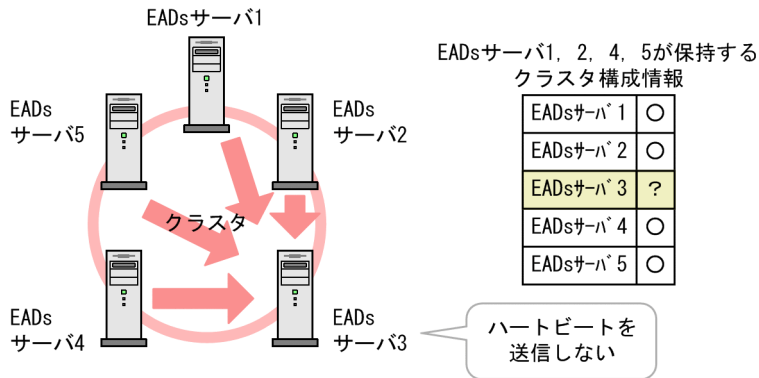 EADsサーバ1
EADs
サーバ5
EADs
サーバ2
クラスタ
EADs
サーバ4
EADs
サーバ3
ハートビートを
送信しない
EADsサーバ1, 2, 4, 5が保持する
クラスタ構成情報
EADsｻｰﾊﾞ1 ○
EADsｻｰﾊﾞ2 ○
EADsｻｰﾊﾞ3 ?
EADsｻｰﾊﾞ4 ○
EADsｻｰﾊﾞ5 ○